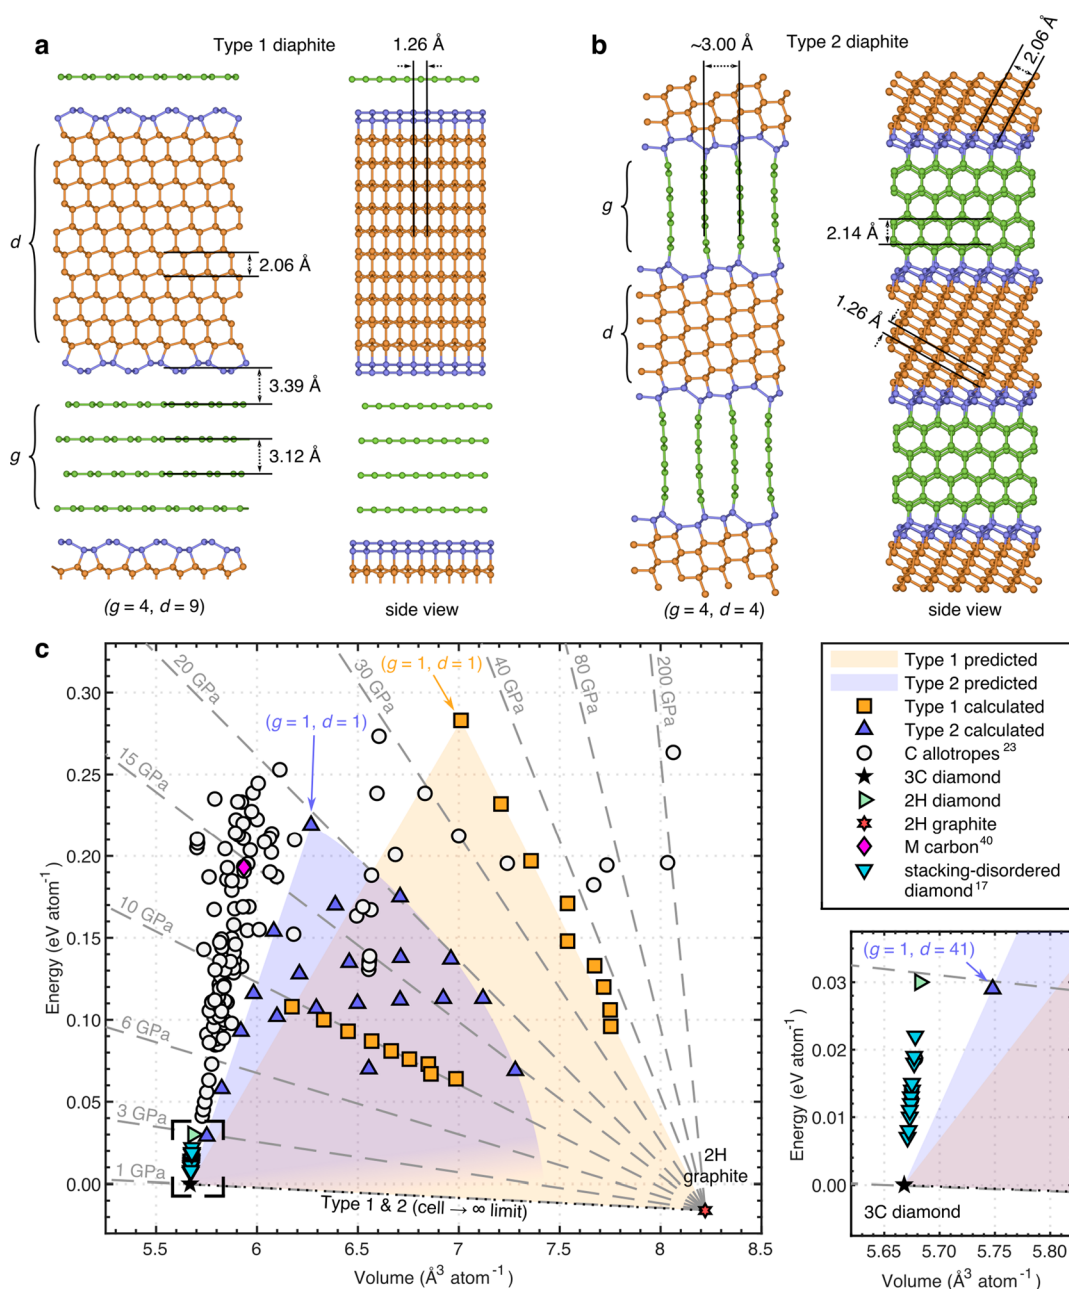 a
Type 1 diaphite
1.26 Å
d
2.06 Å
3.39 Å
3.12 Å
g
(g = 4, d = 9)
side view
b
~3.00 Å
Type 2 diaphite
2.06 Å
g
2.14 Å
d
1.26 Å
(g = 4, d = 4)
side view
c
Energy (eV atom⁻¹)
0.30
0.25
0.20
0.15
0.10
0.05
0.00
20 GPa
30 GPa
40 GPa
80 GPa
200 GPa
15 GPa
10 GPa
6 GPa
3 GPa
1 GPa
(g = 1, d = 1)
(g = 1, d = 1)
2H
graphite
Type 1 & 2 (cell → ∞ limit)
5.5
6
6.5
7
7.5
8
8.5
Volume (Å³ atom⁻¹)
Type 1 predicted
Type 2 predicted
Type 1 calculated
Type 2 calculated
C allotropes²³
3C diamond
2H diamond
2H graphite
M carbon⁴⁰
stacking-disordered
diamond¹⁷
(g = 1, d = 41)
Energy (eV atom⁻¹)
0.03
0.02
0.01
0.00
3C diamond
5.65
5.70
5.75
5.80
Volume (Å³ atom⁻¹)